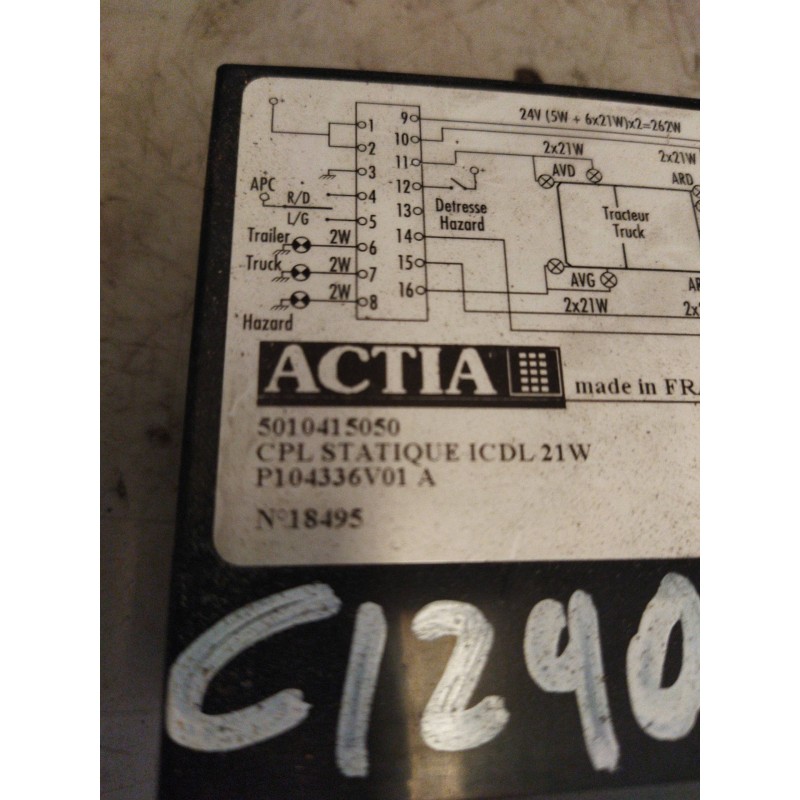 24V (5W + 6x21W)x2=262W
1 9
2 10
3 11
4 12
5 13
6 14
7 15
8 16
2x21W 2x21W
AVD ARD
APC R/D
L/G
Detresse
Hazard
Tracteur
Truck
Trailer 2W
Truck 2W
2W
Hazard
AVG
2x21W
ACTIA made in FRA
5010415050
CPL STATIQUE ICDL 21W
P104336V01 A
N°18495
C1240